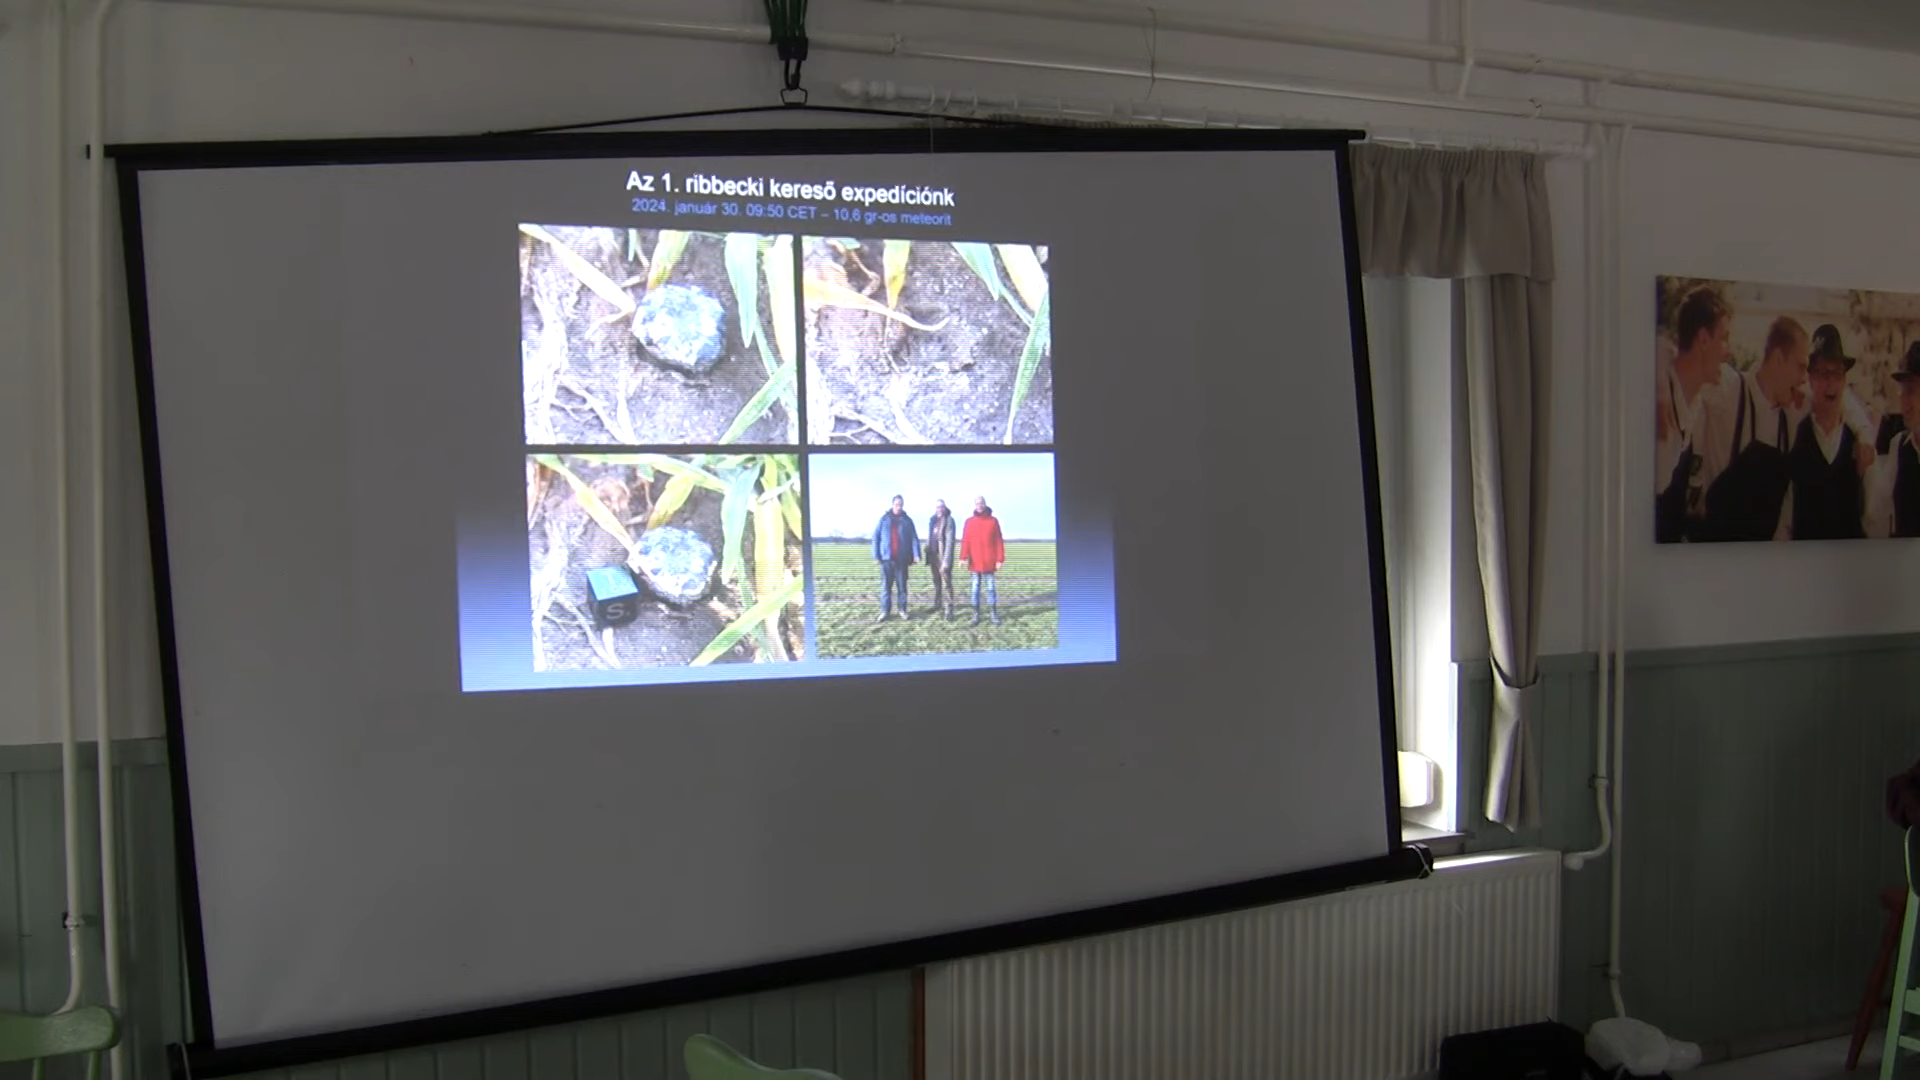 Az 1. ribbecki kereső expedíciónk
2024. január 30. 09:50 CET – 10,6 gr-os meteorit
S